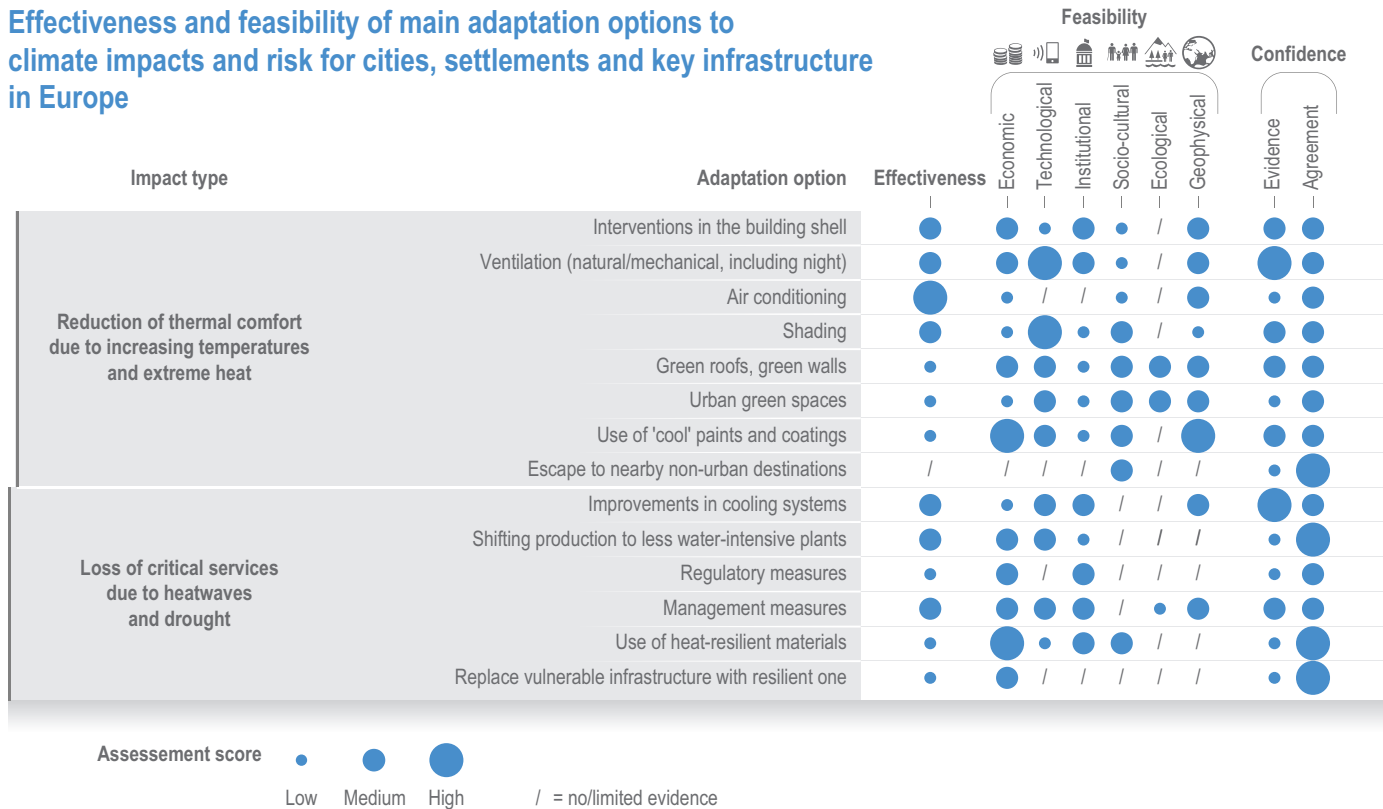 Effectiveness and feasibility of main adaptation options to
climate impacts and risk for cities, settlements and key infrastructure
in Europe
Feasibility
Confidence
Impact type
Adaptation option
Effectiveness
Economic
Technological
Institutional
Socio-cultural
Ecological
Geophysical
Evidence
Agreement
Reduction of thermal comfort
due to increasing temperatures
and extreme heat
Interventions in the building shell
/
Ventilation (natural/mechanical, including night)
/
Air conditioning
/ / /
Shading
/
Green roofs, green walls
Urban green spaces
Use of 'cool' paints and coatings
/
Escape to nearby non-urban destinations
/ / / / / /
Loss of critical services
due to heatwaves
and drought
Improvements in cooling systems
/ /
Shifting production to less water-intensive plants
/ / /
Regulatory measures
/ / / /
Management measures
/
Use of heat-resilient materials
/ /
Replace vulnerable infrastructure with resilient one
/ / / / /
Assessement score
Low Medium High
/ = no/limited evidence